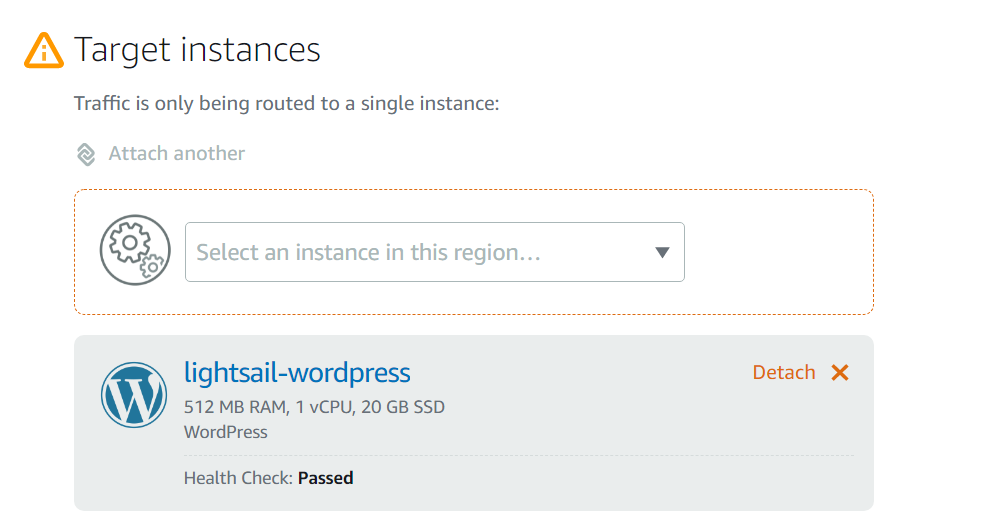 Target instances
Traffic is only being routed to a single instance:
Attach another
Select an instance in this region...
lightsail-wordpress
Detach
512 MB RAM, 1 vCPU, 20 GB SSD
WordPress
Health Check: Passed